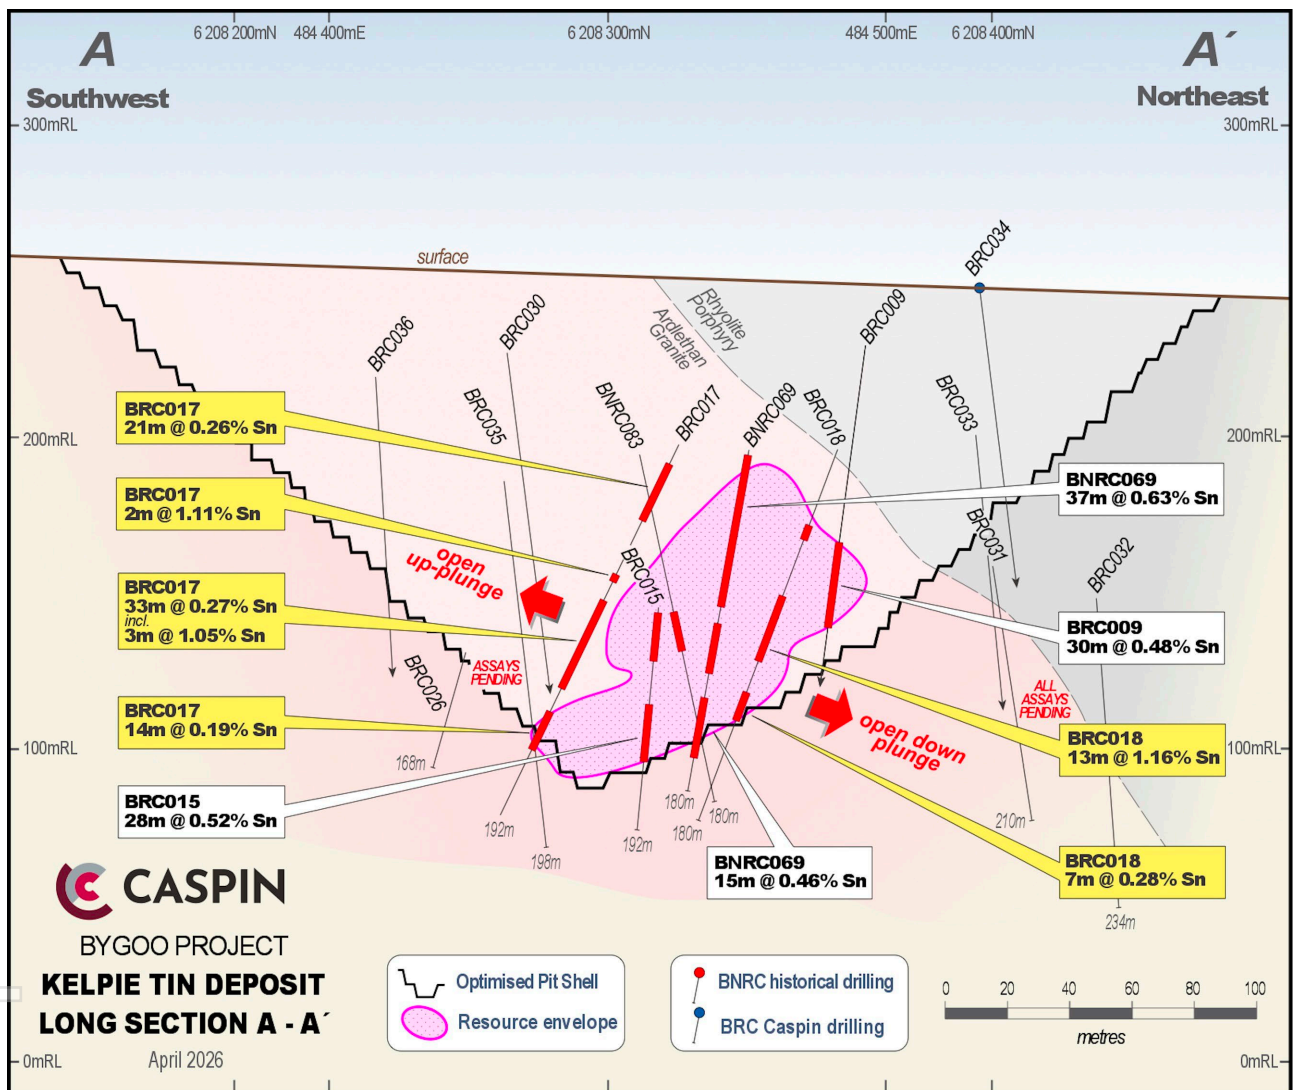 6 208 200mN
484 400mE
6 208 300mN
484 500mE
6 208 400mN
A
Southwest
A´
Northeast
300mRL
300mRL
surface
BRC034
BRC036
BRC030
Rhyolite
Porphyry
Ardlethan
Granite
BRC009
BRC035
BNRC083
BRC017
BNRC069
BRC018
BRC033
BRC017
21m @ 0.26% Sn
200mRL
200mRL
BRC017
2m @ 1.11% Sn
BNRC069
37m @ 0.63% Sn
open
up-plunge
BRC015
BRC031
BRC032
BRC017
33m @ 0.27% Sn
incl.
3m @ 1.05% Sn
BRC009
30m @ 0.48% Sn
BRC026
ASSAYS
PENDING
ALL
ASSAYS
PENDING
BRC017
14m @ 0.19% Sn
open down
plunge
BRC018
13m @ 1.16% Sn
100mRL
100mRL
168m
BRC015
28m @ 0.52% Sn
192m
198m
192m
180m
180m
180m
210m
BNRC069
15m @ 0.46% Sn
BRC018
7m @ 0.28% Sn
234m
CASPIN
BYGOO PROJECT
KELPIE TIN DEPOSIT
LONG SECTION A - A´
April 2026
Optimised Pit Shell
Resource envelope
BNRC historical drilling
BRC Caspin drilling
0 20 40 60 80 100
metres
0mRL
0mRL